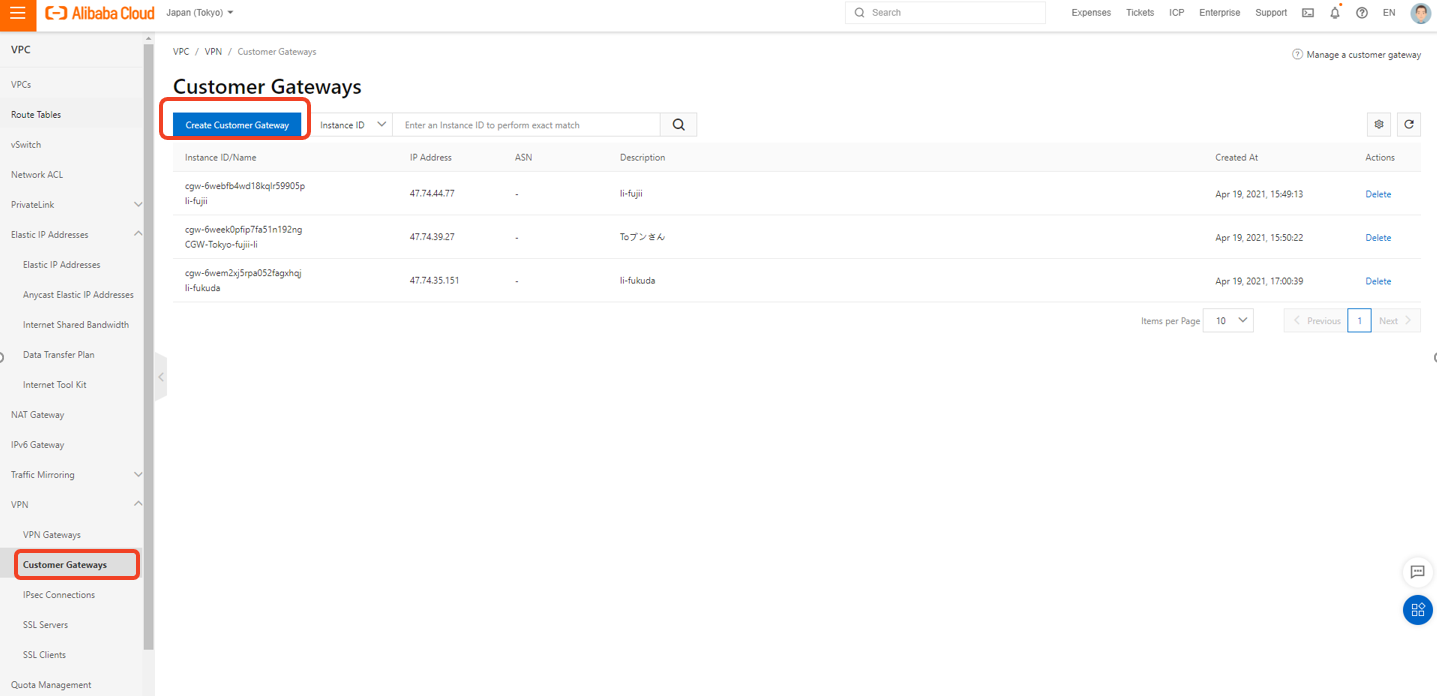 Alibaba Cloud
Japan (Tokyo)
Search
Expenses
Tickets
ICP
Enterprise
Support
EN
VPC
VPCs
Route Tables
vSwitch
Network ACL
PrivateLink
Elastic IP Addresses
Elastic IP Addresses
Anycast Elastic IP Addresses
Internet Shared Bandwidth
Data Transfer Plan
Internet Tool Kit
NAT Gateway
IPv6 Gateway
Traffic Mirroring
VPN
VPN Gateways
Customer Gateways
IPsec Connections
SSL Servers
SSL Clients
Quota Management
VPC / VPN / Customer Gateways
Manage a customer gateway
Customer Gateways
Create Customer Gateway
Instance ID
Enter an Instance ID to perform exact match
Instance ID/Name IP Address ASN Description Created At Actions
cgw-6webfb4wd18kqlr59905p
li-fujii
47.74.44.77 - li-fujii Apr 19, 2021, 15:49:13 Delete
cgw-6week0pfip7fa51n192ng
CGW-Tokyo-fujii-li
47.74.39.27 - Toブンさん Apr 19, 2021, 15:50:22 Delete
cgw-6wem2xj5rpa052fagxhqj
li-fukuda
47.74.35.151 - li-fukuda Apr 19, 2021, 17:00:39 Delete
Items per Page 10 Previous 1 Next